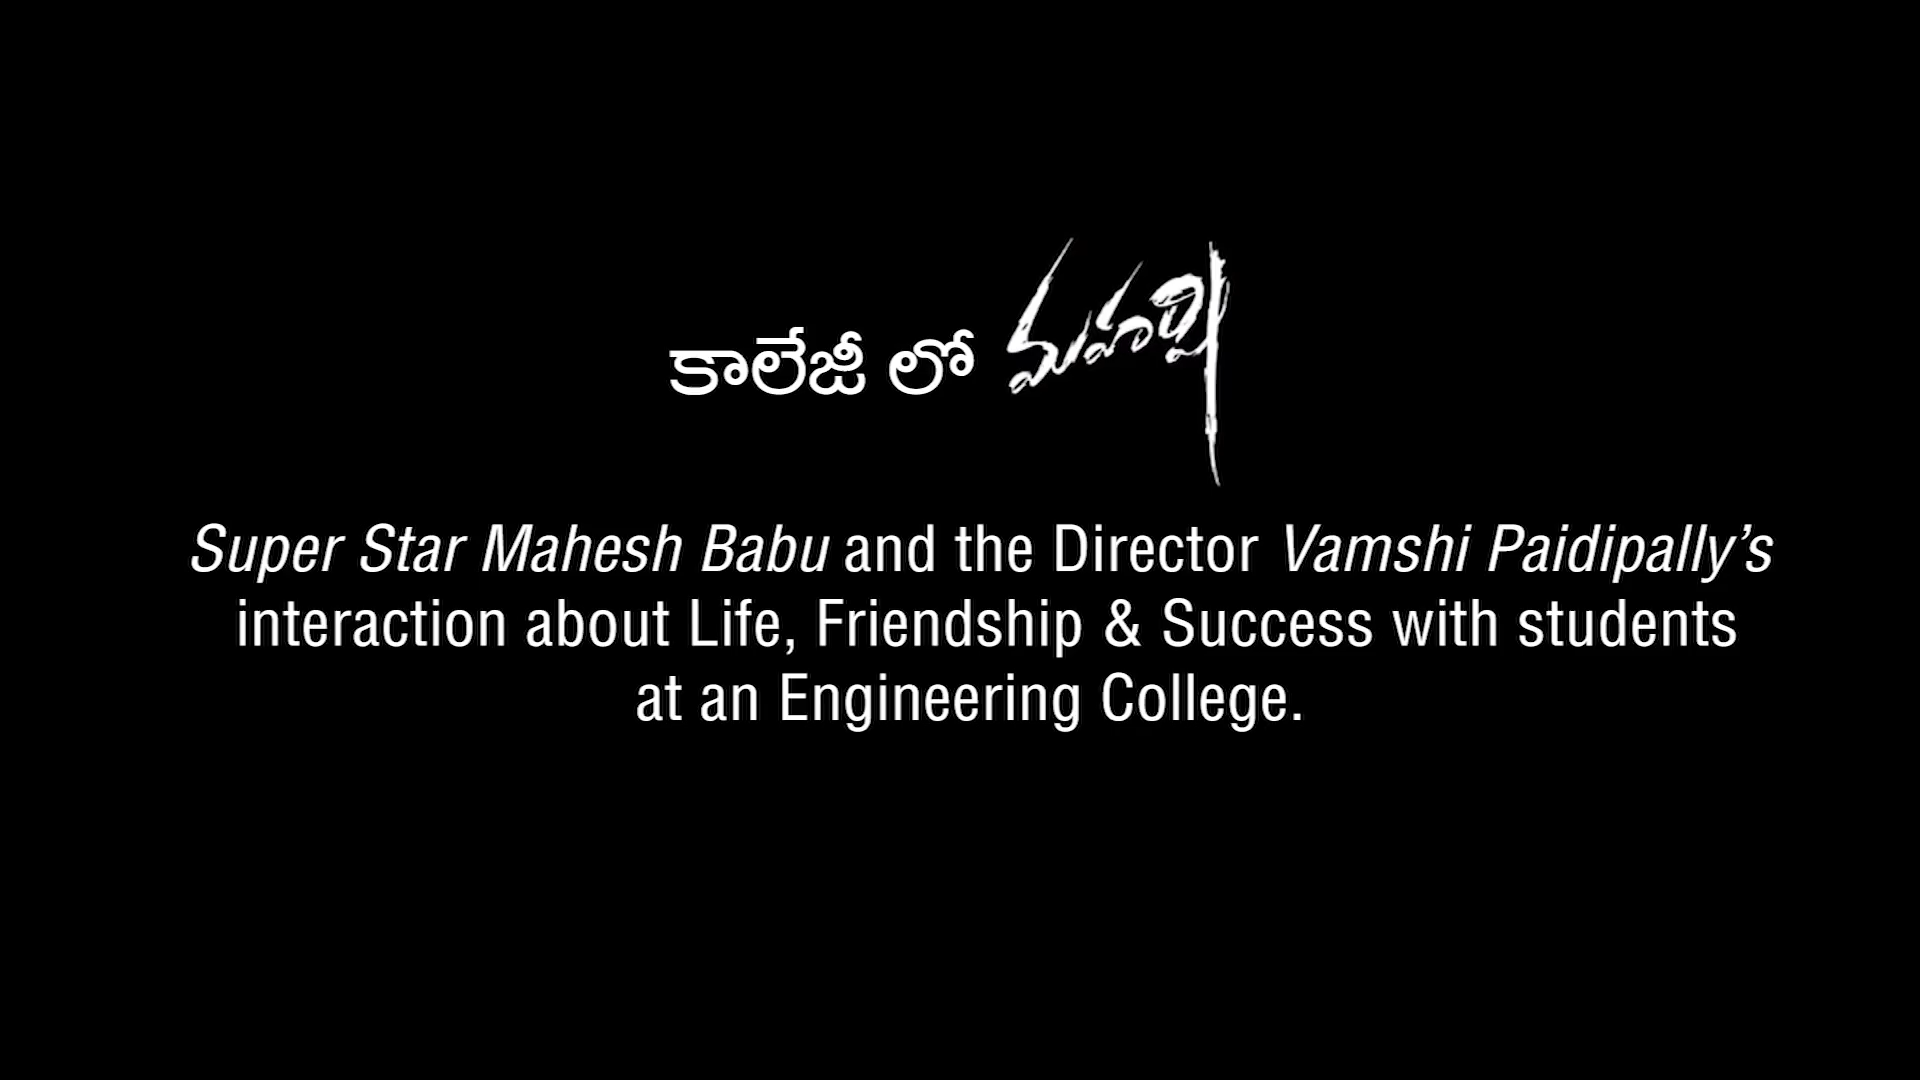 కాలేజీ లో మహర్షి
Super Star Mahesh Babu and the Director Vamshi Paidipally’s
interaction about Life, Friendship & Success with students
at an Engineering College.